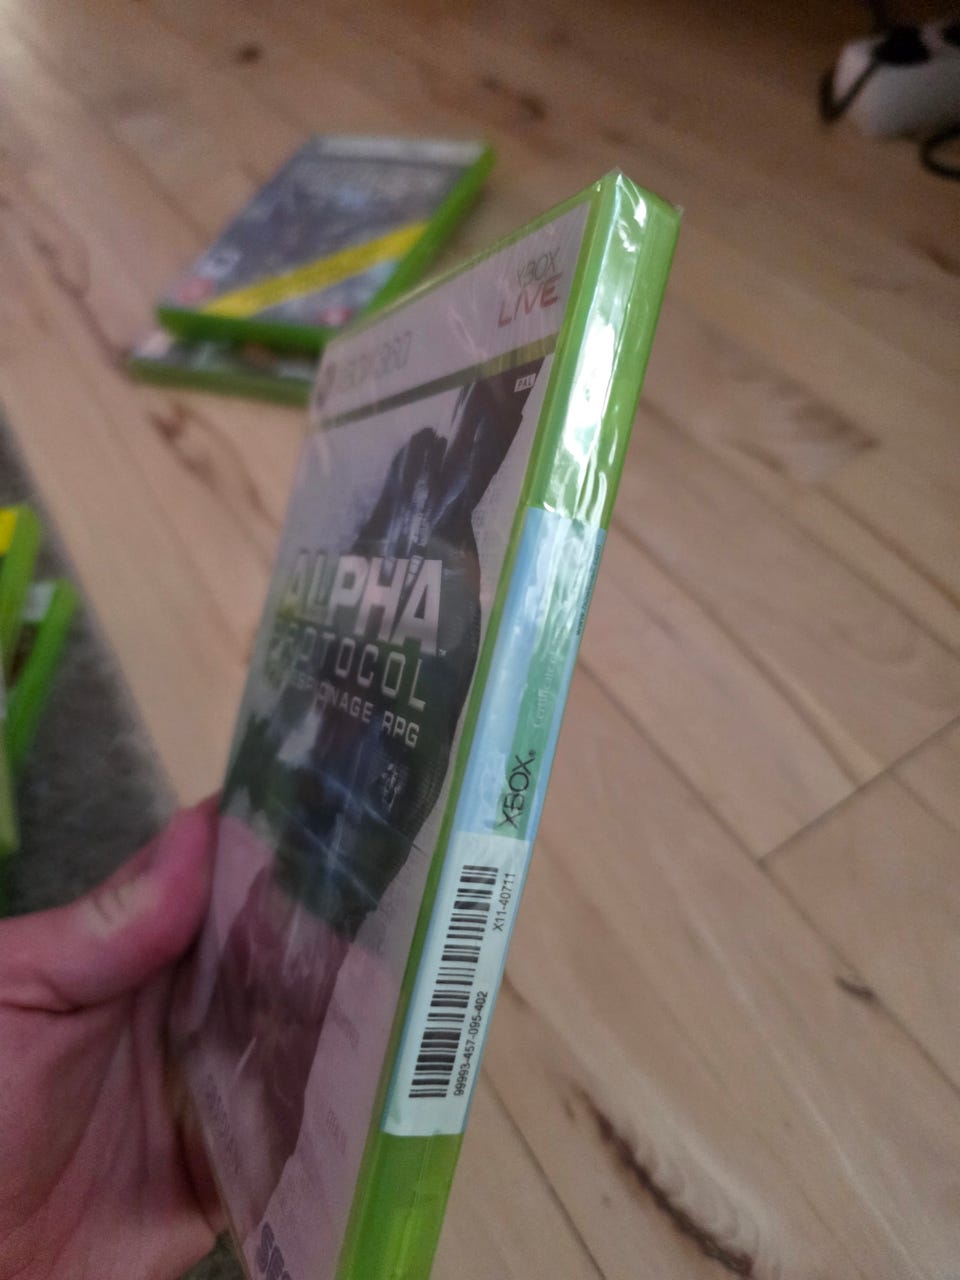 XBOX
LIVE
XBOX 360
PAL
ALPHA
PROTOCOL
ESPIONAGE RPG
XBOX®
X11-40711
99993-457-095-402